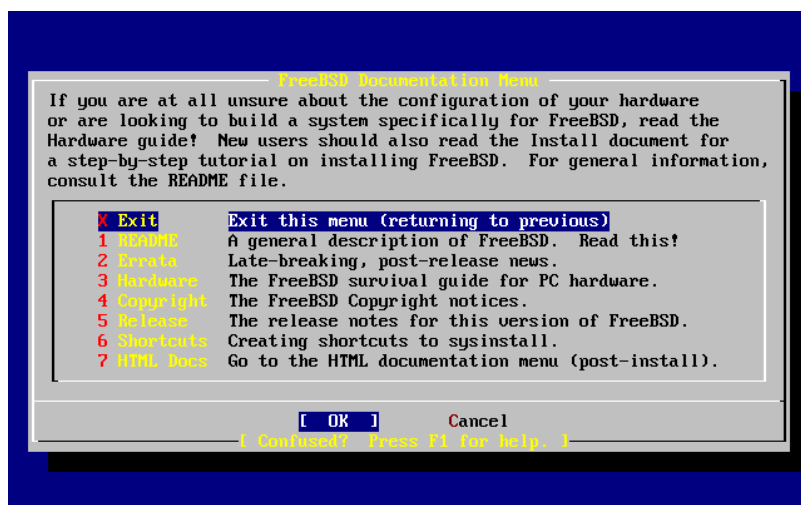 FreeBSD Documentation Menu
If you are at all unsure about the configuration of your hardware
or are looking to build a system specifically for FreeBSD, read the
Hardware guide! New users should also read the Install document for
a step-by-step tutorial on installing FreeBSD. For general information,
consult the README file.
X Exit Exit this menu (returning to previous)
1 README A general description of FreeBSD. Read this!
2 Errata Late-breaking, post-release news.
3 Hardware The FreeBSD survival guide for PC hardware.
4 Copyright The FreeBSD Copyright notices.
5 Release The release notes for this version of FreeBSD.
6 Shortcuts Creating shortcuts to sysinstall.
7 HTML Docs Go to the HTML documentation menu (post-install).
[ OK ] Cancel
[ Confused? Press F1 for help. ]